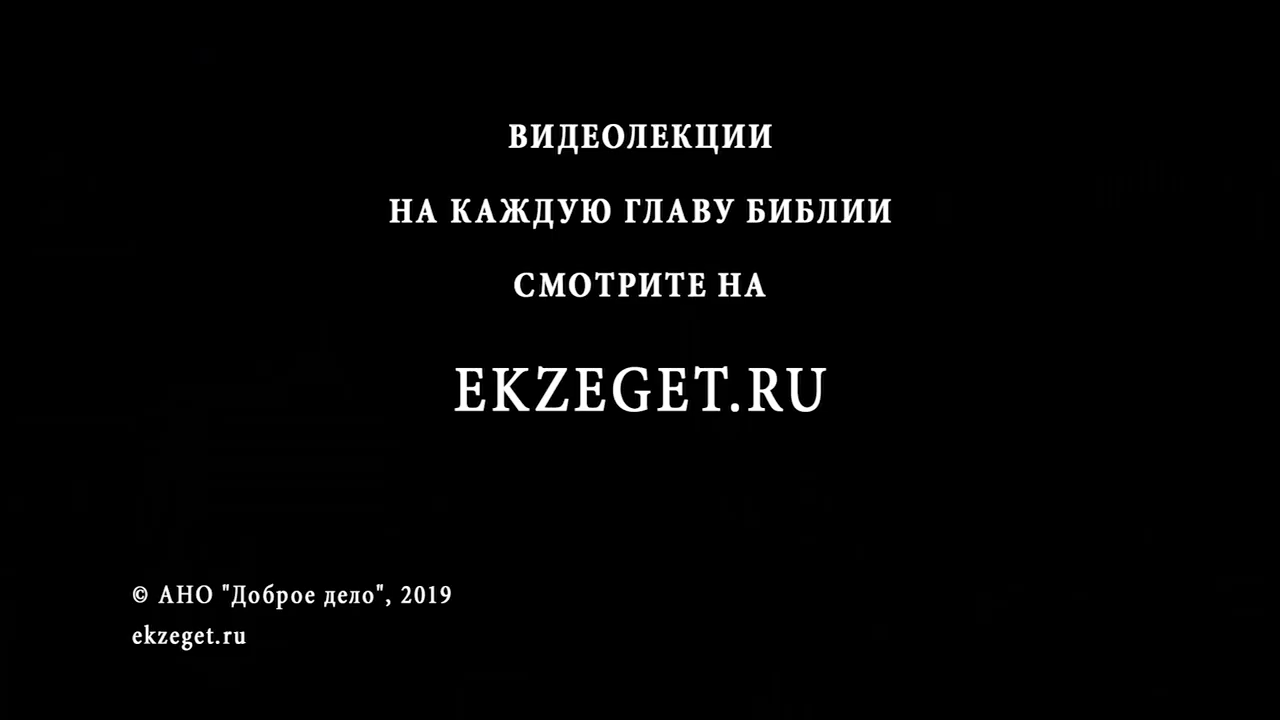 ВИДЕОЛЕКЦИИ
НА КАЖДУЮ ГЛАВУ БИБЛИИ
СМОТРИТЕ НА
EKZEGET.RU
© АНО "Доброе дело", 2019
ekzeget.ru